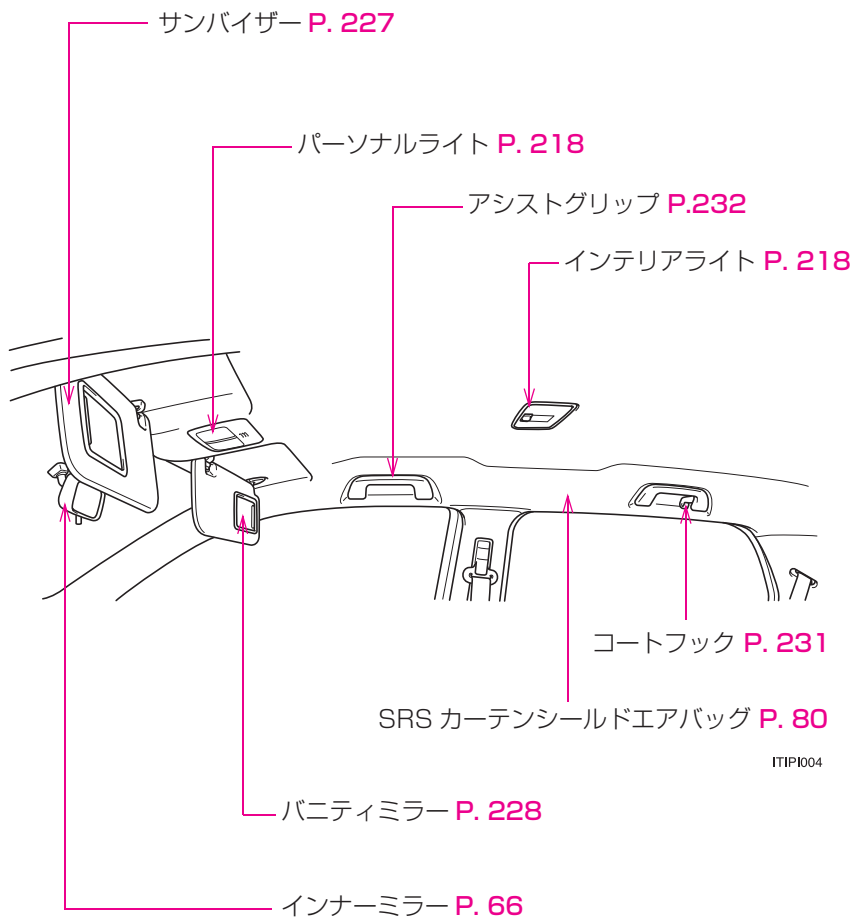 サンバイザー P. 227
パーソナルライト P. 218
アシストグリップ P.232
インテリアライト P. 218
コートフック P. 231
SRS カーテンシールドエアバッグ P. 80
ITIPI004
バニティミラー P. 228
インナーミラー P. 66